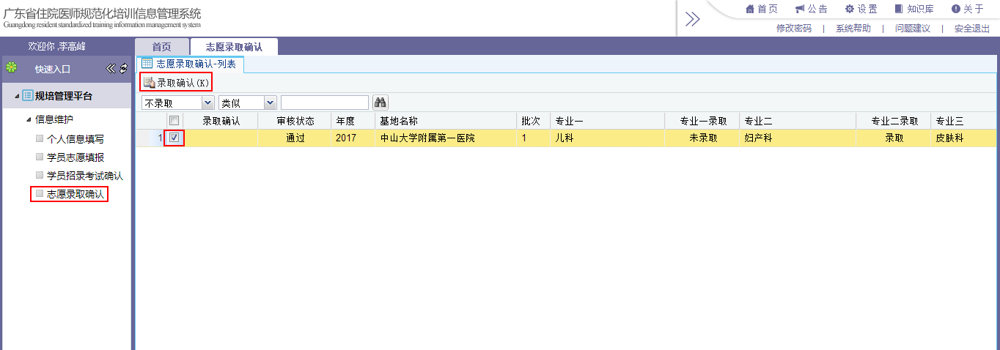 广东省住院医师规范化培训信息管理系统
Guangdong resident standardized training information management system
首页 公告 设置 知识库 关于
修改密码 | 系统帮助 | 问题建议 | 安全退出
欢迎你 ,李高峰
首页 志愿录取确认
快速入口
志愿录取确认-列表
录取确认(K)
规培管理平台
不录取 类似
信息维护
录取确认 审核状态 年度 基地名称 批次 专业一 专业一录取 专业二 专业二录取 专业三
1 通过 2017 中山大学附属第一医院 1 儿科 未录取 妇产科 录取 皮肤科
个人信息填写
学员志愿填报
学员招录考试确认
志愿录取确认